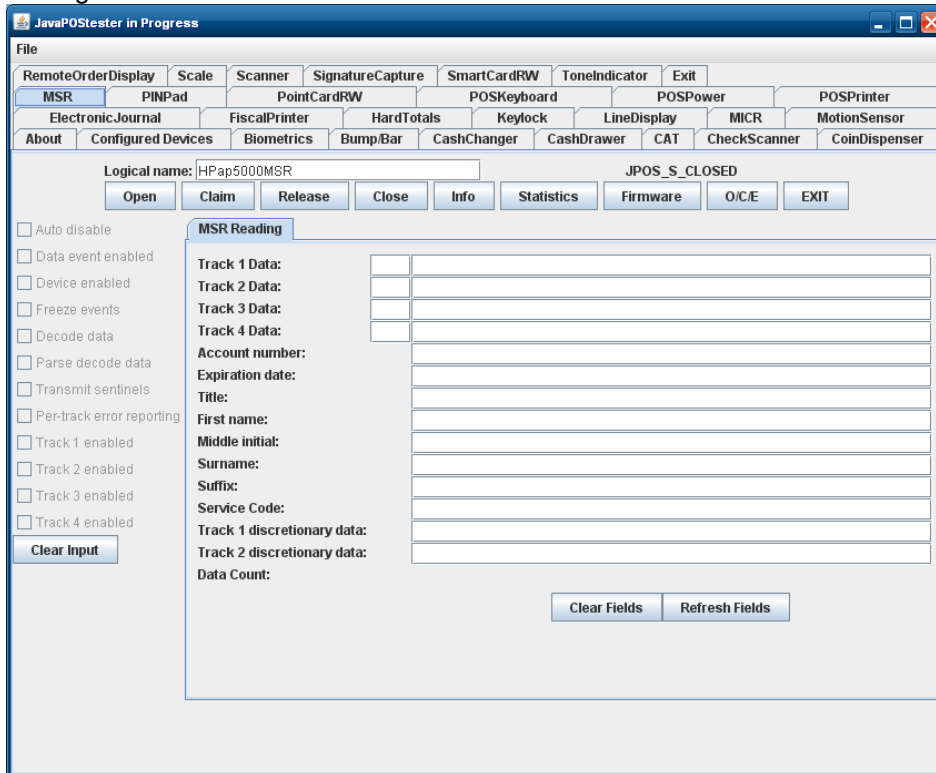 JavaPOStester in Progress
File
RemoteOrderDisplay Scale Scanner SignatureCapture SmartCardRW ToneIndicator Exit
MSR PINPad PointCardRW POSKeyboard POSPower POSPrinter
ElectronicJournal FiscalPrinter HardTotals Keylock LineDisplay MICR MotionSensor
About Configured Devices Biometrics Bump/Bar CashChanger CashDrawer CAT CheckScanner CoinDispenser
Logical name: HPap5000MSR JPOS_S_CLOSED
Open Claim Release Close Info Statistics Firmware O/C/E EXIT
Auto disable
Data event enabled
Device enabled
Freeze events
Decode data
Parse decode data
Transmit sentinels
Per-track error reporting
Track 1 enabled
Track 2 enabled
Track 3 enabled
Track 4 enabled
Clear Input
MSR Reading
Track 1 Data:
Track 2 Data:
Track 3 Data:
Track 4 Data:
Account number:
Expiration date:
Title:
First name:
Middle initial:
Surname:
Suffix:
Service Code:
Track 1 discretionary data:
Track 2 discretionary data:
Data Count:
Clear Fields Refresh Fields